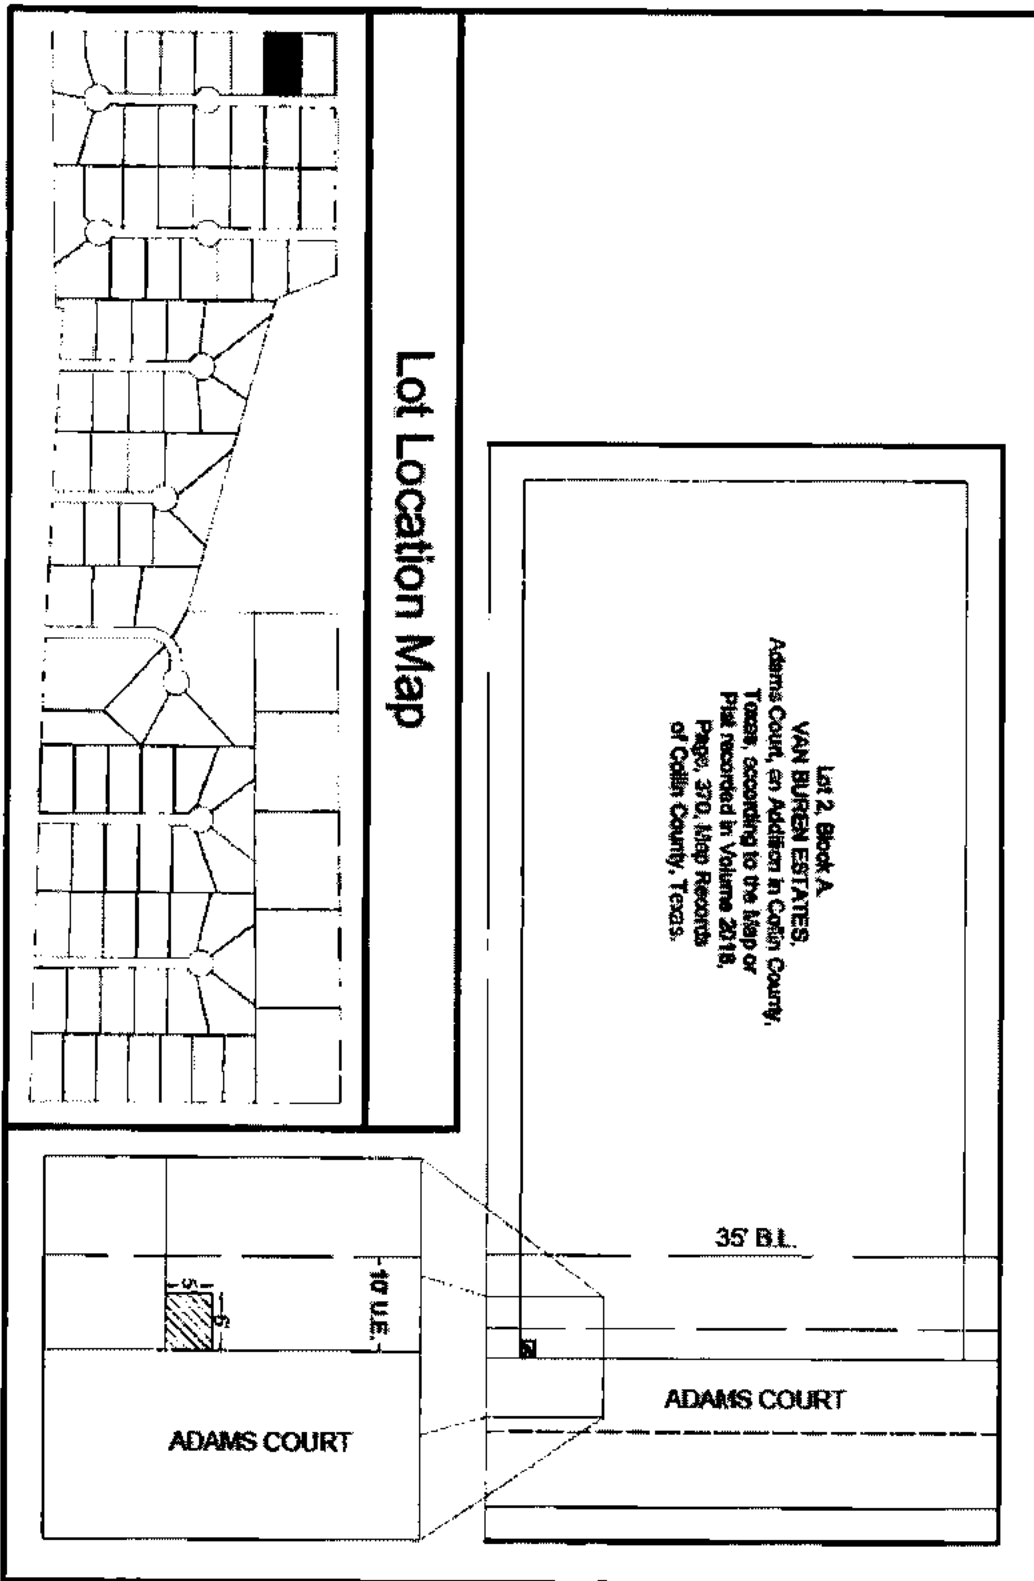 Lot Location Map
Lot 2, Block A
VAN BUREN ESTATES,
Adams Court, an Addition in Collin County,
Texas, according to the Map or
Plat recorded in Volume 2018,
Page, 370, Map Records
of Collin County, Texas.
35' B.L.
ADAMS COURT
10' U.E.
5'
5'
ADAMS COURT